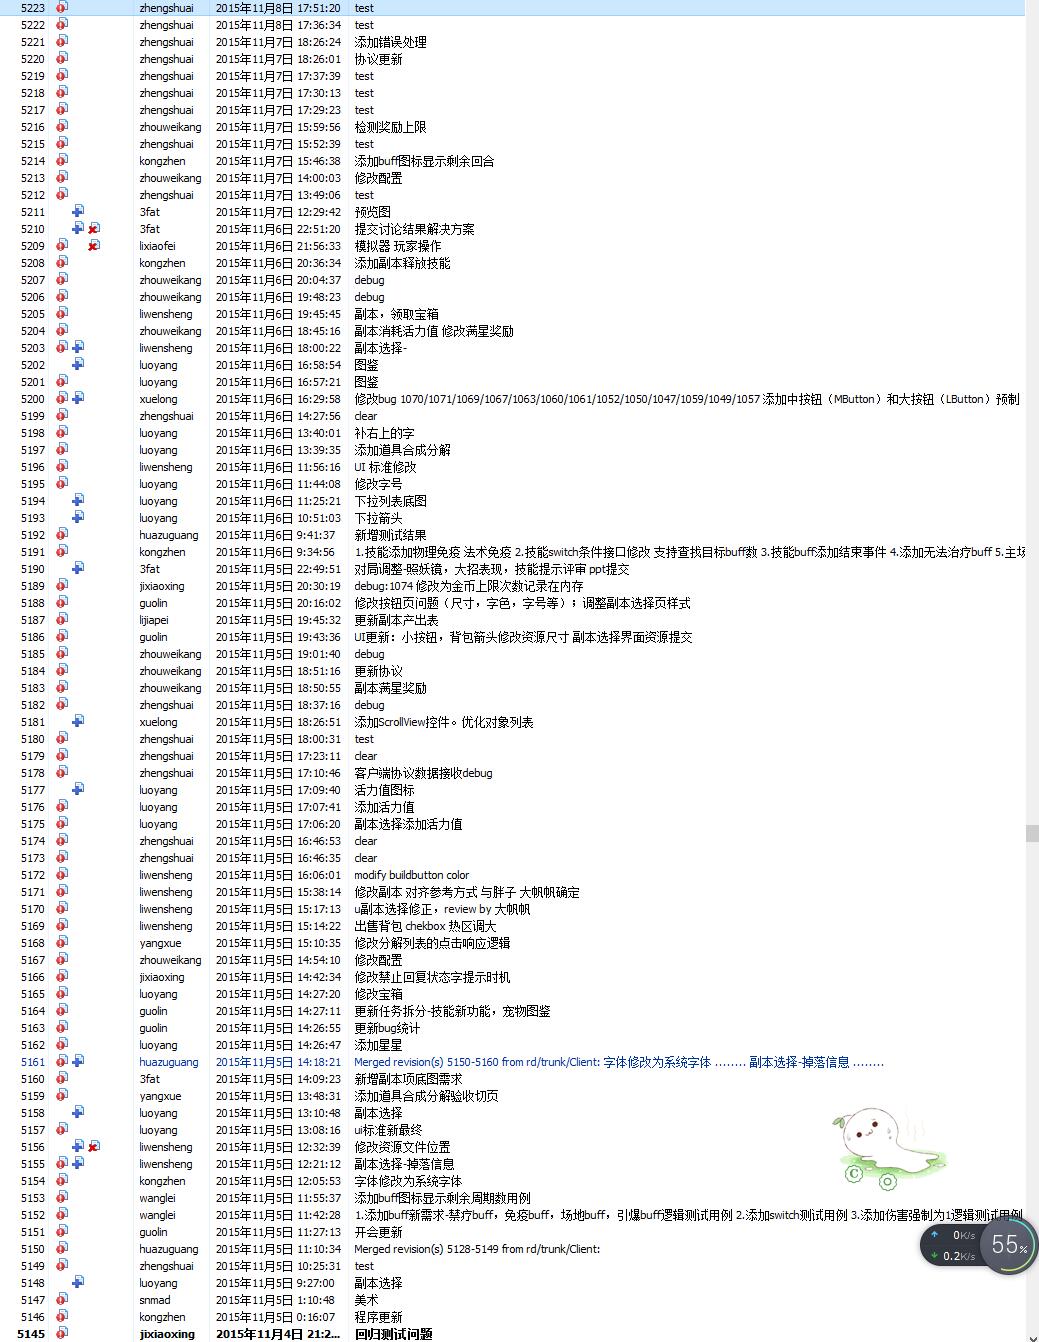 5223 zhengshuai 2015年11月8日 17:51:20 test
5222 zhengshuai 2015年11月8日 17:36:34 test
5221 zhengshuai 2015年11月7日 18:26:24 添加错误处理
5220 zhengshuai 2015年11月7日 18:26:01 协议更新
5219 zhengshuai 2015年11月7日 17:37:39 test
5218 zhengshuai 2015年11月7日 17:30:13 test
5217 zhengshuai 2015年11月7日 17:29:23 test
5216 zhouweikang 2015年11月7日 15:59:56 检测奖励上限
5215 zhengshuai 2015年11月7日 15:52:39 test
5214 kongzhen 2015年11月7日 15:46:38 添加buff图标显示剩余回合
5213 zhouweikang 2015年11月7日 14:00:03 修改配置
5212 zhengshuai 2015年11月7日 13:49:06 test
5211 3fat 2015年11月7日 12:29:42 预览图
5210 3fat 2015年11月6日 22:51:20 提交讨论结果解决方案
5209 lixiaofei 2015年11月6日 21:56:33 模拟器 玩家操作
5208 kongzhen 2015年11月6日 20:36:34 添加副本释放技能
5207 zhouweikang 2015年11月6日 20:04:37 debug
5206 zhouweikang 2015年11月6日 19:48:23 debug
5205 liwensheng 2015年11月6日 19:45:45 副本，领取宝箱
5204 zhouweikang 2015年11月6日 18:45:16 副本消耗活力值 修改满星奖励
5203 liwensheng 2015年11月6日 18:00:22 副本选择-
5202 luoyang 2015年11月6日 16:58:54 图鉴
5201 luoyang 2015年11月6日 16:57:21 图鉴
5200 xuelong 2015年11月6日 16:29:58 修改bug 1070/1071/1069/1067/1063/1060/1061/1052/1050/1047/1059/1049/1057 添加中按钮（MButton）和大按钮（LButton）预制
5199 zhengshuai 2015年11月6日 14:27:56 clear
5198 luoyang 2015年11月6日 13:40:01 补右上的字
5197 luoyang 2015年11月6日 13:39:35 添加道具合成分解
5196 liwensheng 2015年11月6日 11:56:16 UI 标准修改
5195 luoyang 2015年11月6日 11:44:08 修改字号
5194 luoyang 2015年11月6日 11:25:21 下拉列表底图
5193 luoyang 2015年11月6日 10:51:03 下拉箭头
5192 huazuguang 2015年11月6日 9:41:37 新增测试结果
5191 kongzhen 2015年11月6日 9:34:56 1.技能添加物理免疫 法术免疫 2.技能switch条件接口修改 支持查找目标buff数 3.技能buff添加结束事件 4.添加无法治疗buff 5.主场
5190 3fat 2015年11月5日 22:49:51 对局调整-照妖镜，大招表现，技能提示评审 ppt提交
5189 jixiaoxing 2015年11月5日 20:30:19 debug:1074 修改为金币上限次数记录在内存
5188 guolin 2015年11月5日 20:16:02 修改按钮页问题（尺寸，字色，字号等）；调整副本选择页样式
5187 lijiapei 2015年11月5日 19:45:32 更新副本产出表
5186 guolin 2015年11月5日 19:43:36 UI更新：小按钮，背包箭头修改资源尺寸 副本选择界面资源提交
5185 zhouweikang 2015年11月5日 19:01:40 debug
5184 zhouweikang 2015年11月5日 18:51:16 更新协议
5183 zhouweikang 2015年11月5日 18:50:55 副本满星奖励
5182 zhengshuai 2015年11月5日 18:37:16 debug
5181 xuelong 2015年11月5日 18:26:51 添加ScrollView控件。优化对象列表
5180 zhengshuai 2015年11月5日 18:00:31 test
5179 zhengshuai 2015年11月5日 17:23:11 clear
5178 zhengshuai 2015年11月5日 17:10:46 客户端协议数据接收debug
5177 luoyang 2015年11月5日 17:09:40 活力值图标
5176 luoyang 2015年11月5日 17:07:41 添加活力值
5175 luoyang 2015年11月5日 17:06:20 副本选择添加活力值
5174 zhengshuai 2015年11月5日 16:46:53 clear
5173 zhengshuai 2015年11月5日 16:46:35 clear
5172 liwensheng 2015年11月5日 16:06:01 modify buildbutton color
5171 liwensheng 2015年11月5日 15:38:14 修改副本 对齐参考方式 与胖子 大帆帆确定
5170 liwensheng 2015年11月5日 15:17:13 u副本选择修正，review by 大帆帆
5169 liwensheng 2015年11月5日 15:14:22 出售背包 chekbox 热区调大
5168 yangxue 2015年11月5日 15:10:35 修改分解列表的点击响应逻辑
5167 zhouweikang 2015年11月5日 14:54:10 修改配置
5166 jixiaoxing 2015年11月5日 14:42:34 修改禁止回复状态字提示时机
5165 luoyang 2015年11月5日 14:27:20 修改宝箱
5164 guolin 2015年11月5日 14:27:11 更新任务拆分-技能新功能，宠物图鉴
5163 guolin 2015年11月5日 14:26:55 更新bug统计
5162 luoyang 2015年11月5日 14:26:47 添加星星
5161 huazuguang 2015年11月5日 14:18:21 Merged revision(s) 5150-5160 from rd/trunk/Client: 字体修改为系统字体 ........ 副本选择-掉落信息 ........
5160 3fat 2015年11月5日 14:09:23 新增副本项底图需求
5159 yangxue 2015年11月5日 13:48:31 添加道具合成分解验收切页
5158 luoyang 2015年11月5日 13:10:48 副本选择
5157 luoyang 2015年11月5日 13:08:16 ui标准新最终
5156 liwensheng 2015年11月5日 12:32:39 修改资源文件位置
5155 liwensheng 2015年11月5日 12:21:12 副本选择-掉落信息
5154 kongzhen 2015年11月5日 12:05:53 字体修改为系统字体
5153 wanglei 2015年11月5日 11:55:37 添加buff图标显示剩余周期数用例
5152 wanglei 2015年11月5日 11:42:28 1.添加buff新需求-禁疗buff，免疫buff，场地buff，引爆buff逻辑测试用例 2.添加switch测试用例 3.添加伤害强制为1逻辑测试用例
5151 guolin 2015年11月5日 11:27:13 开会更新
5150 huazuguang 2015年11月5日 11:10:34 Merged revision(s) 5128-5149 from rd/trunk/Client:
5149 zhengshuai 2015年11月5日 10:25:31 test
5148 luoyang 2015年11月5日 9:27:00 副本选择
5147 snmad 2015年11月5日 1:10:48 美术
5146 kongzhen 2015年11月5日 0:16:07 程序更新
5145 jixiaoxing 2015年11月4日 21:2... 回归测试问题
C O
0K/s
0.2K/s
55%